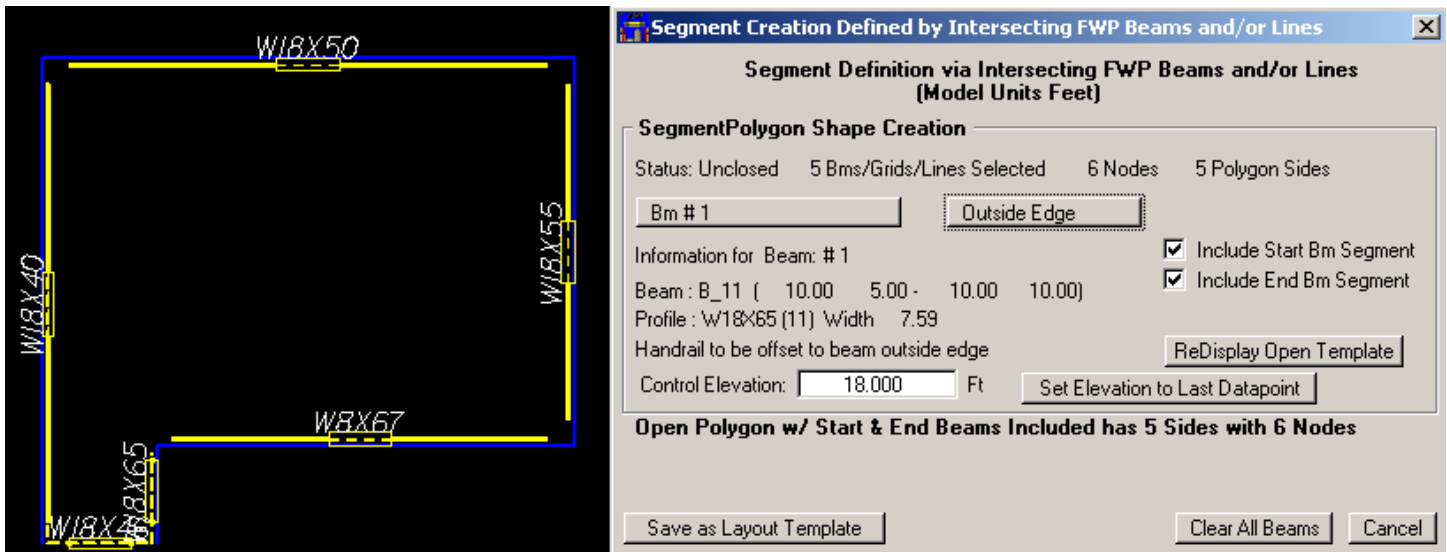 W18X50
W18X40
W18X55
W8X67
W18X65
Segment Creation Defined by Intersecting FWP Beams and/or Lines
Segment Definition via Intersecting FWP Beams and/or Lines
(Model Units Feet)
SegmentPolygon Shape Creation
Status: Unclosed 5 Bms/Grids/Lines Selected 6 Nodes 5 Polygon Sides
Bm # 1 Outside Edge
Information for Beam: # 1
Include Start Bm Segment
Include End Bm Segment
Beam : B_11 ( 10.00 5.00 - 10.00 10.00)
Profile : W18X65 (11) Width 7.59
Handrail to be offset to beam outside edge
ReDisplay Open Template
Control Elevation: 18.000 Ft Set Elevation to Last Datapoint
Open Polygon w/ Start & End Beams Included has 5 Sides with 6 Nodes
Save as Layout Template Clear All Beams Cancel